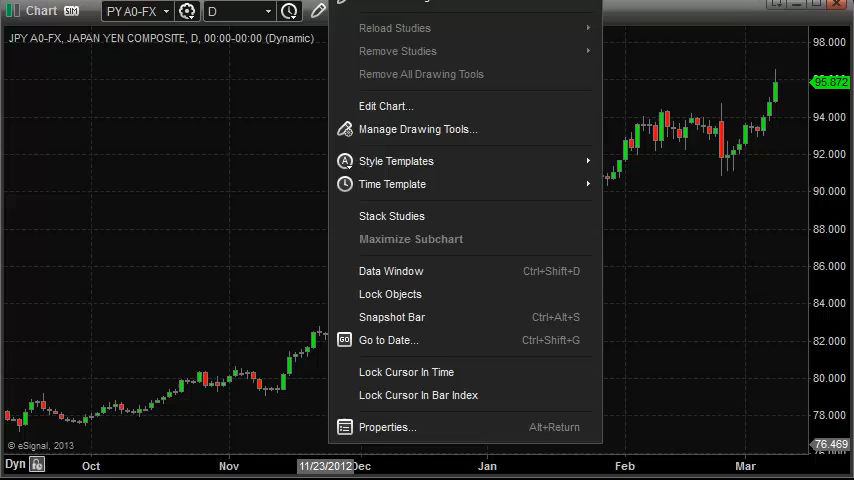 Chart SIM PY A0-FX D
JPY A0-FX, JAPAN YEN COMPOSITE, D, 00:00-00:00 (Dynamic)
Reload Studies
Remove Studies
Remove All Drawing Tools
Edit Chart...
Manage Drawing Tools...
Style Templates
Time Template
Stack Studies
Maximize Subchart
Data Window Ctrl+Shift+D
Lock Objects
Snapshot Bar Ctrl+Alt+S
GO Go to Date... Ctrl+Shift+G
Lock Cursor In Time
Lock Cursor In Bar Index
Properties... Alt+Return
98.000
95.872
94.000
92.000
90.000
88.000
86.000
84.000
82.000
80.000
78.000
76.469
© eSignal, 2013
Dyn Oct Nov 11/23/2012 Dec Jan Feb Mar